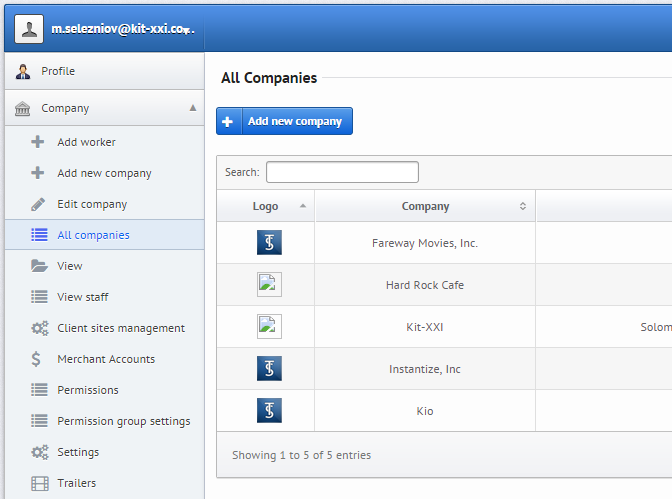 m.selezniov@kit-xxi.co...
Profile
Company
Add worker
Add new company
Edit company
All companies
View
View staff
Client sites management
Merchant Accounts
Permissions
Permission group settings
Settings
Trailers
All Companies
Add new company
Search:
Logo Company
Fareway Movies, Inc.
Hard Rock Cafe
Kit-XXI Solom
Instantize, Inc
Kio
Showing 1 to 5 of 5 entries